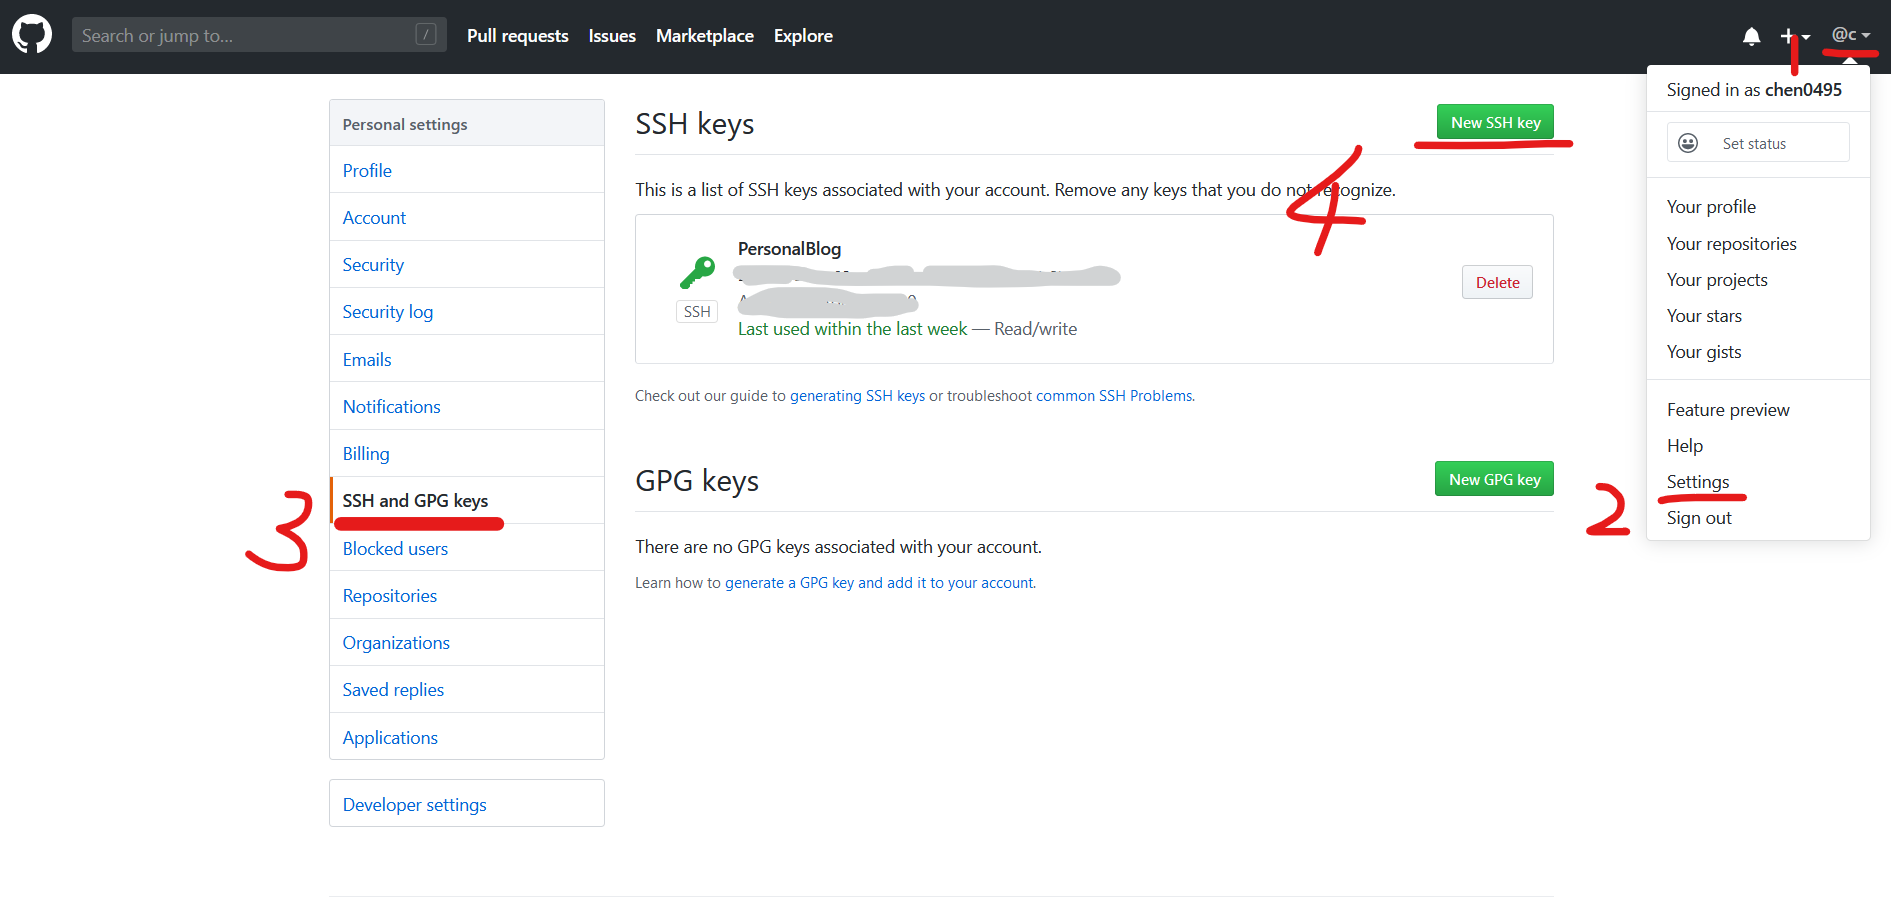 Search or jump to... /
Pull requests Issues Marketplace Explore
@c
1
Signed in as chen0495
Set status
Your profile
Your repositories
Your projects
Your stars
Your gists
Feature preview
Help
Settings
2
Sign out
Personal settings
Profile
Account
Security
Security log
Emails
Notifications
Billing
SSH and GPG keys
3
Blocked users
Repositories
Organizations
Saved replies
Applications
Developer settings
SSH keys
New SSH key
4
This is a list of SSH keys associated with your account. Remove any keys that you do not recognize.
PersonalBlog
SSH
Last used within the last week — Read/write
Delete
Check out our guide to generating SSH keys or troubleshoot common SSH Problems.
GPG keys
New GPG key
There are no GPG keys associated with your account.
Learn how to generate a GPG key and add it to your account.